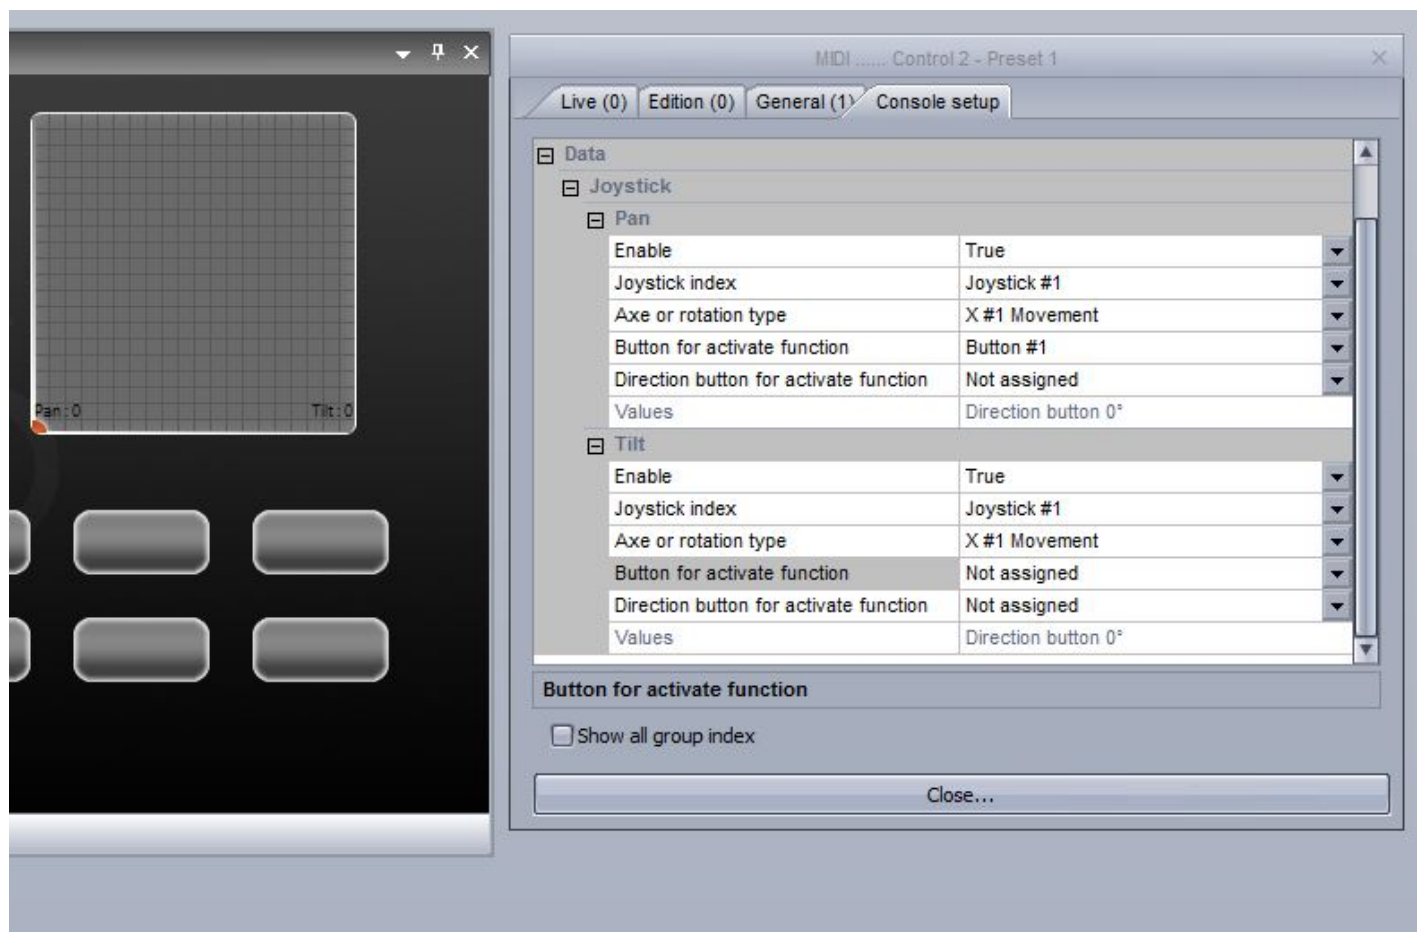 MIDI ...... Control 2 - Preset 1
Live (0) Edition (0) General (1) Console setup
Data
Joystick
Pan
Enable True
Joystick index Joystick #1
Axe or rotation type X #1 Movement
Button for activate function Button #1
Direction button for activate function Not assigned
Values Direction button 0°
Pan : 0 Tilt : 0
Tilt
Enable True
Joystick index Joystick #1
Axe or rotation type X #1 Movement
Button for activate function Not assigned
Direction button for activate function Not assigned
Values Direction button 0°
Button for activate function
Show all group index
Close...